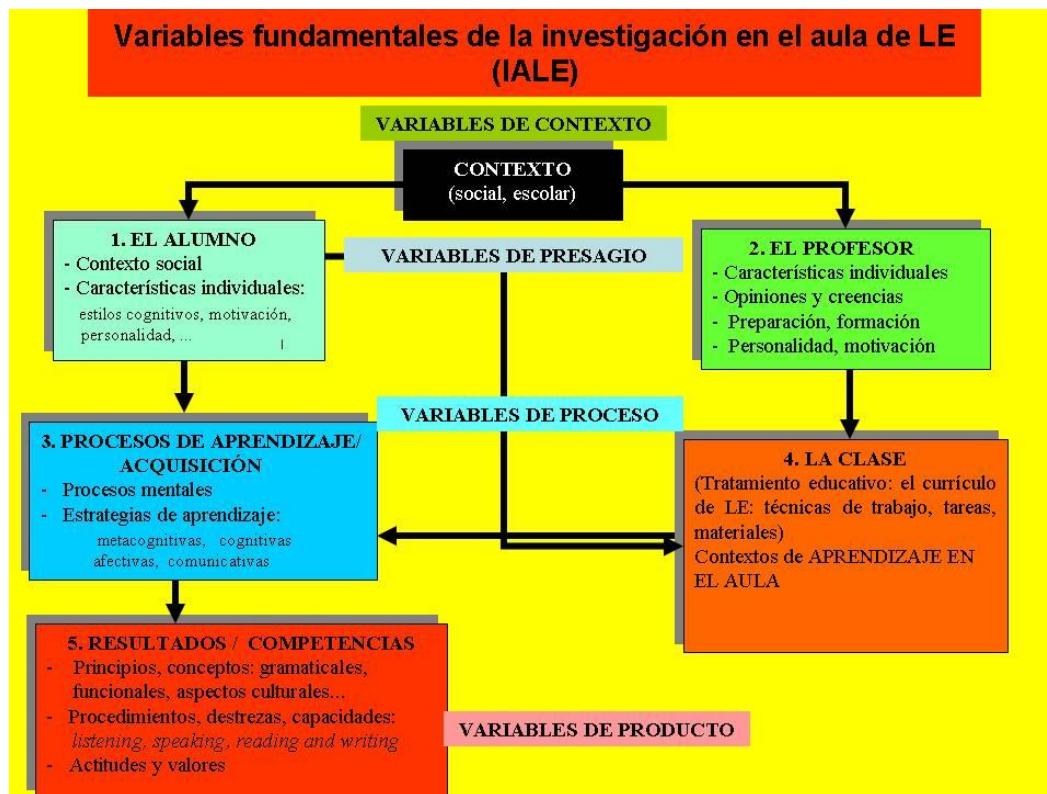 Variables fundamentales de la investigación en el aula de LE
(IALE)
VARIABLES DE CONTEXTO
CONTEXTO
(social, escolar)
1. EL ALUMNO
- Contexto social
- Características individuales:
estilos cognitivos, motivación,
personalidad, ...
VARIABLES DE PRESAGIO
2. EL PROFESOR
- Características individuales
- Opiniones y creencias
- Preparación, formación
- Personalidad, motivación
VARIABLES DE PROCESO
3. PROCESOS DE APRENDIZAJE/
ACQUISICIÓN
- Procesos mentales
- Estrategias de aprendizaje:
metacognitivas, cognitivas
afectivas, comunicativas
4. LA CLASE
(Tratamiento educativo: el currículo
de LE: técnicas de trabajo, tareas,
materiales)
Contextos de APRENDIZAJE EN
EL AULA
5. RESULTADOS / COMPETENCIAS
- Principios, conceptos: gramaticales,
funcionales, aspectos culturales...
- Procedimientos, destrezas, capacidades:
listening, speaking, reading and writing
- Actitudes y valores
VARIABLES DE PRODUCTO